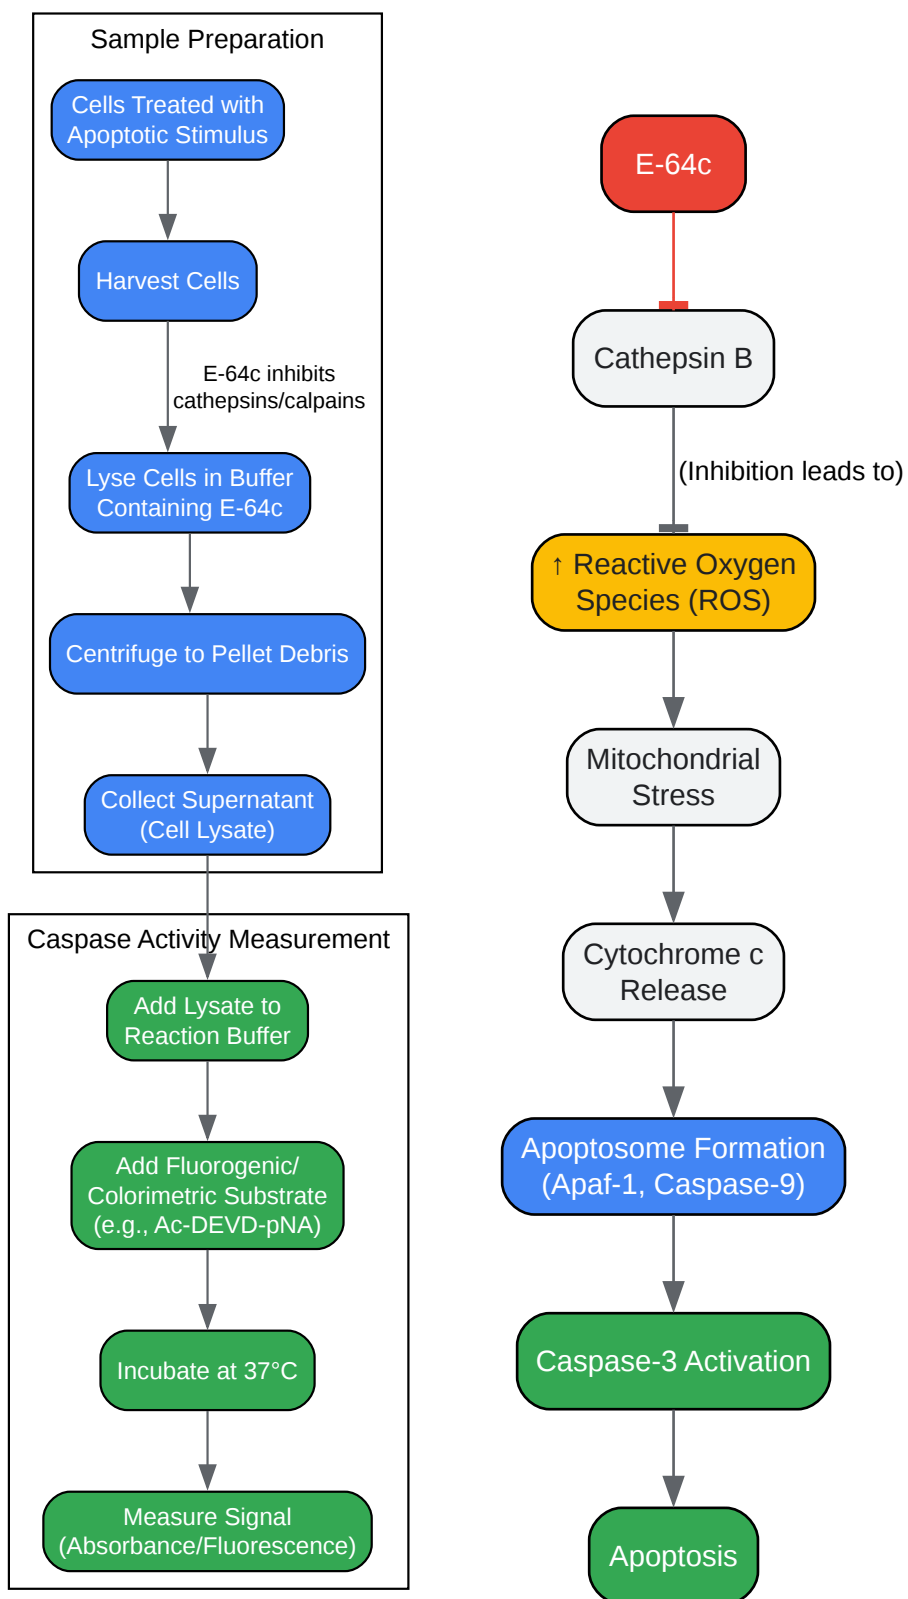 Sample Preparation
Cells Treated with
Apoptotic Stimulus
Harvest Cells
E-64c inhibits
cathepsins/calpains
Lyse Cells in Buffer
Containing E-64c
Centrifuge to Pellet Debris
Collect Supernatant
(Cell Lysate)
Caspase Activity Measurement
Add Lysate to
Reaction Buffer
Add Fluorogenic/
Colorimetric Substrate
(e.g., Ac-DEVD-pNA)
Incubate at 37°C
Measure Signal
(Absorbance/Fluorescence)
E-64c
Cathepsin B
(Inhibition leads to)
↑ Reactive Oxygen
Species (ROS)
Mitochondrial
Stress
Cytochrome c
Release
Apoptosome Formation
(Apaf-1, Caspase-9)
Caspase-3 Activation
Apoptosis